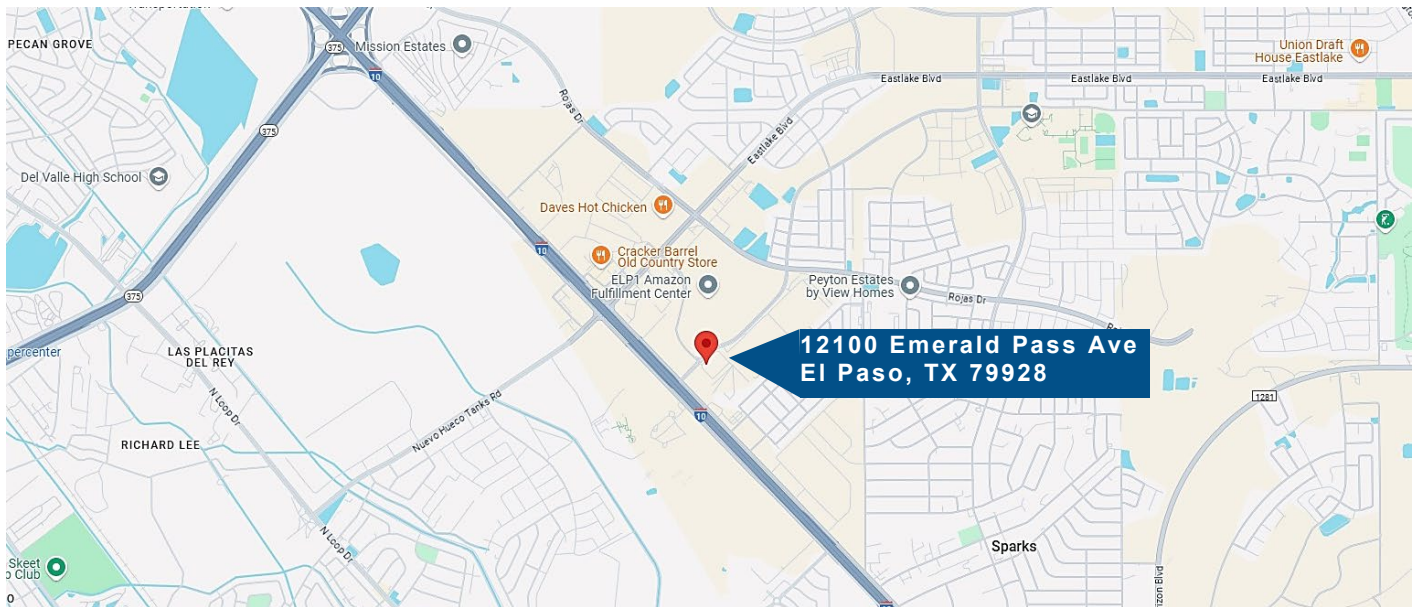 PECAN GROVE
375
Mission Estates
10
Union Draft
House Eastlake
Eastlake Blvd
Eastlake Blvd
Eastlake Blvd
Rojas Dr
375
Eastlake Blvd
Del Valle High School
Daves Hot Chicken
10
Cracker Barrel
Old Country Store
ELP1 Amazon
Fulfillment Center
Peyton Estates
by View Homes
Rojas Dr
375
percenter
LAS PLACITAS
DEL REY
12100 Emerald Pass Ave
El Paso, TX 79928
N Loop Dr
Nuevo Hueco Tanks Rd
10
1281
RICHARD LEE
N Loop Dr
Sparks
Skeet
Club
zon Blvd